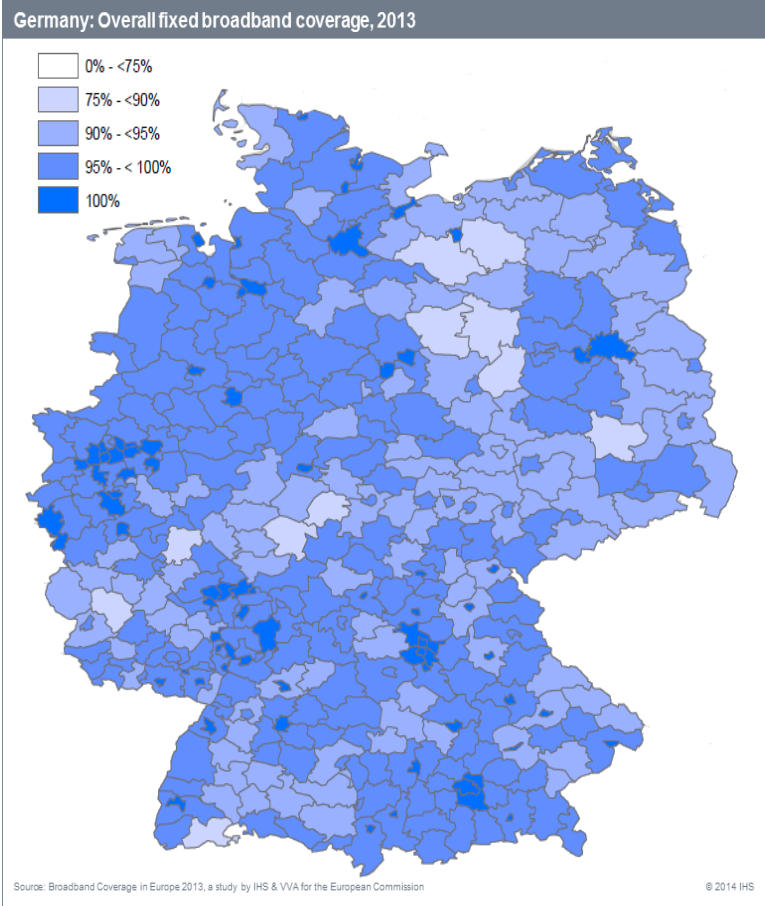 Germany: Overall fixed broadband coverage, 2013
0% - <75%
75% - <90%
90% - <95%
95% - < 100%
100%
Source: Broadband Coverage in Europe 2013, a study by IHS & VVA for the European Commission
© 2014 IHS